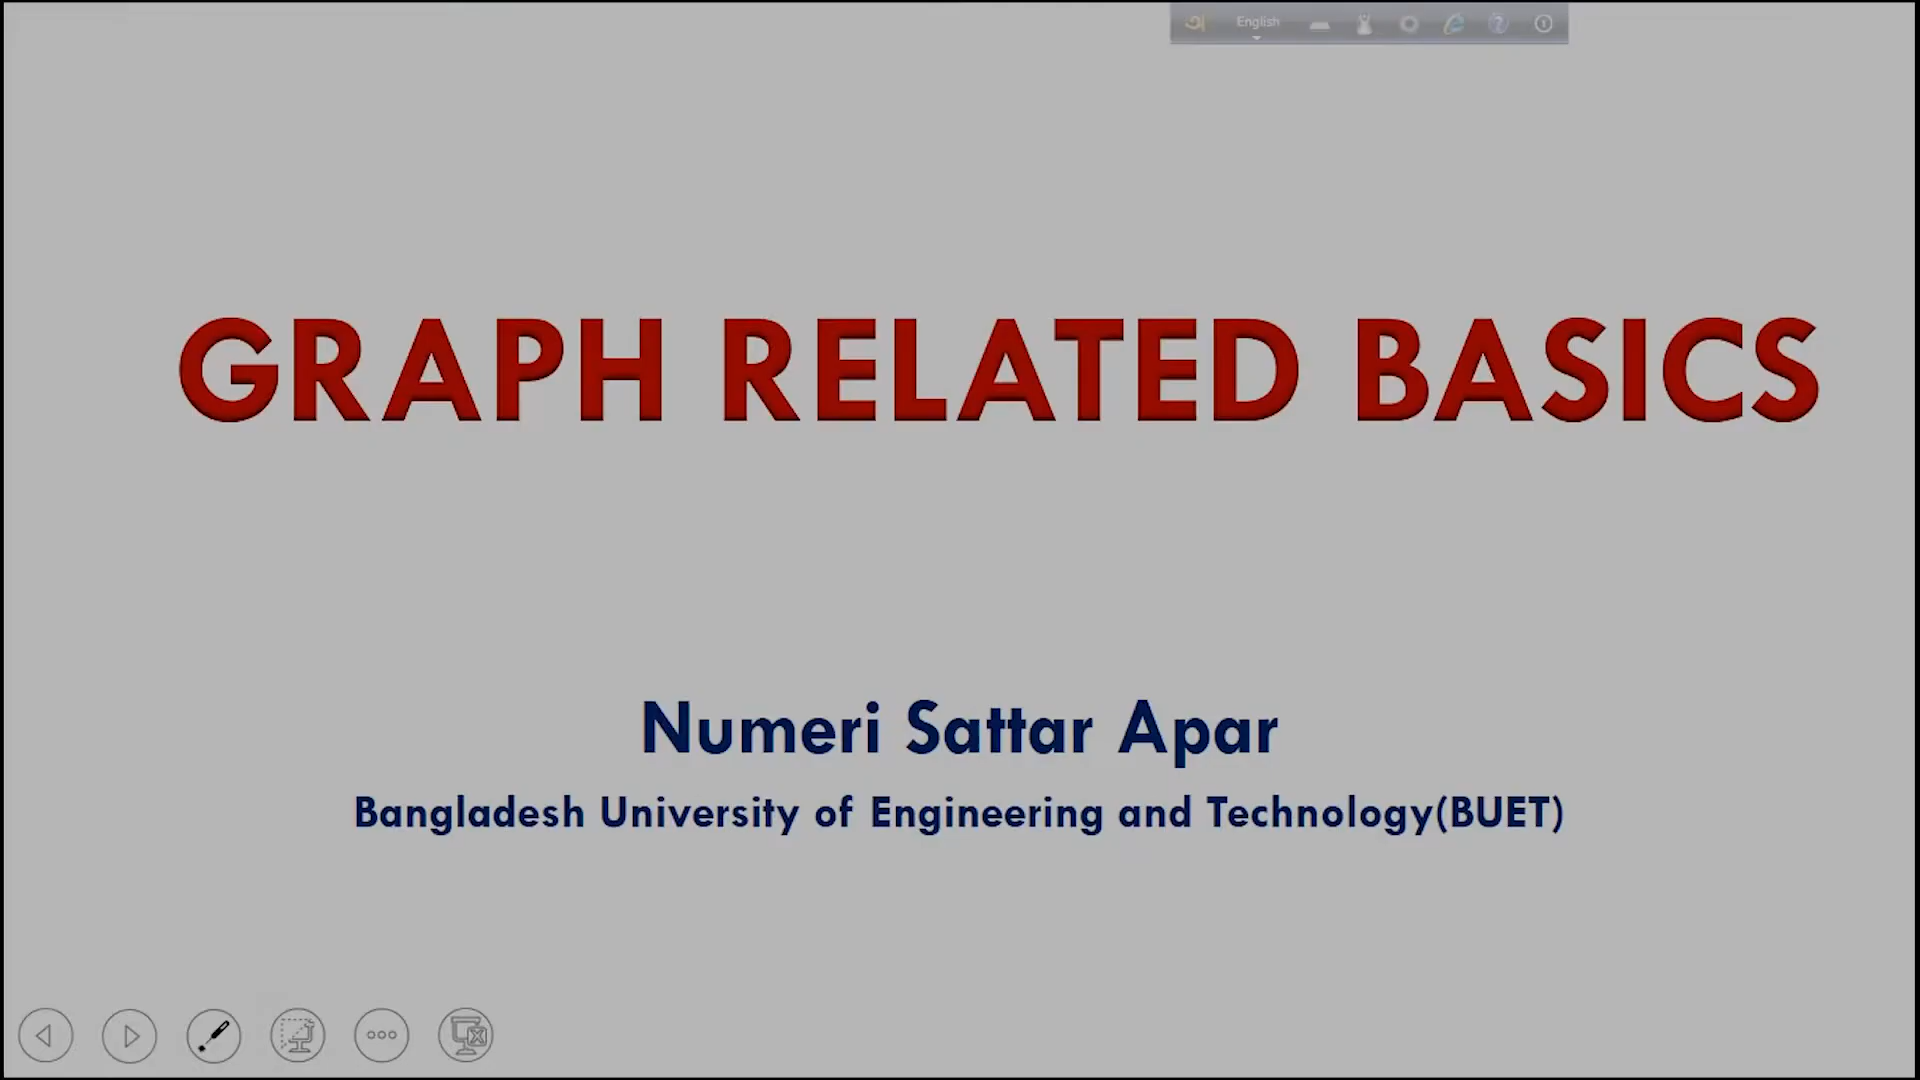 অ English
GRAPH RELATED BASICS
Numeri Sattar Apar
Bangladesh University of Engineering and Technology(BUET)